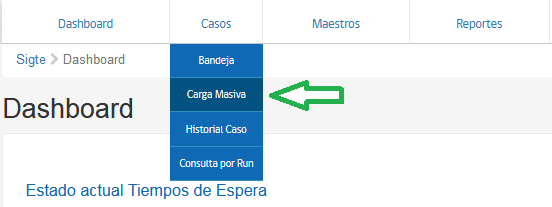 Dashboard Casos Maestros Reportes
Sigte > Dashboard
Bandeja
Carga Masiva
Dashboard
Historial Caso
Consulta por Run
Estado actual Tiempos de Espera